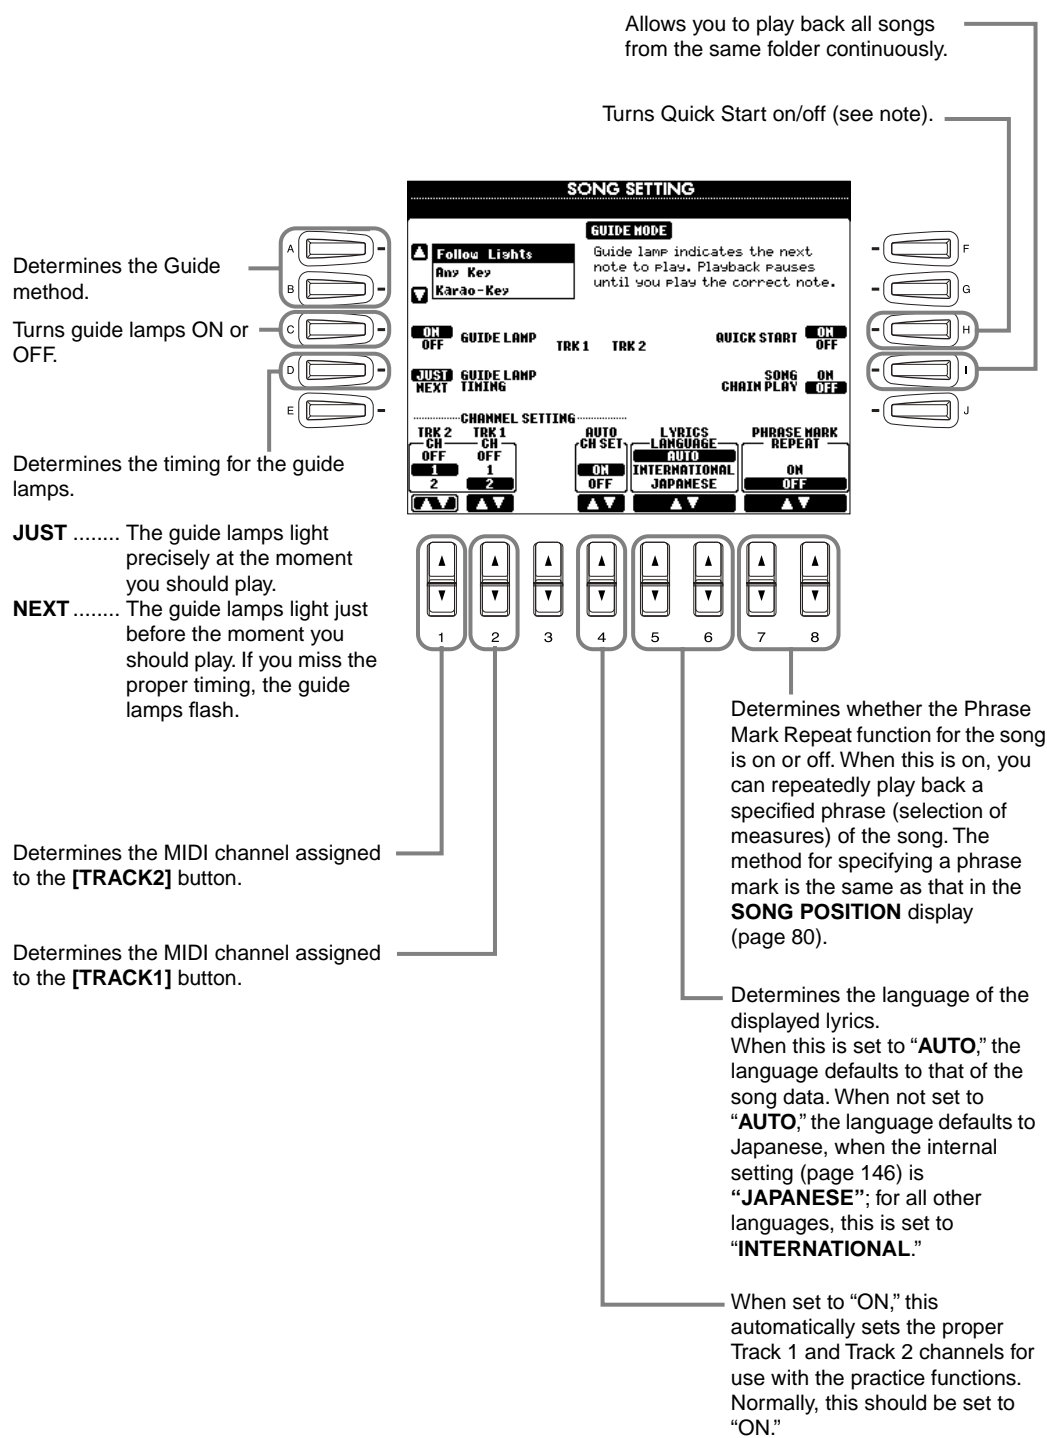 Allows you to play back all songs
from the same folder continuously.
Turns Quick Start on/off (see note).
SONG SETTING
GUIDE MODE
Follow Lights
Any Key
Karao-Key
Guide lamp indicates the next
note to play. Playback pauses
until you play the correct note.
A
B
C
D
E
F
G
H
I
J
Determines the Guide
method.
Turns guide lamps ON or
OFF.
ON
OFF
GUIDE LAMP
TRK 1 TRK 2
QUICK START
ON
OFF
JUST
NEXT
GUIDE LAMP
TIMING
SONG
CHAIN PLAY
ON
OFF
CHANNEL SETTING
TRK 2
CH
OFF
1
2
TRK 1
CH
OFF
1
2
AUTO
CH SET
ON
OFF
LYRICS
LANGUAGE
AUTO
INTERNATIONAL
JAPANESE
PHRASE MARK
REPEAT
ON
OFF
Determines the timing for the guide
lamps.
JUST ........ The guide lamps light
precisely at the moment
you should play.
NEXT ........ The guide lamps light just
before the moment you
should play. If you miss the
proper timing, the guide
lamps flash.
1 2 3 4 5 6 7 8
Determines the MIDI channel assigned
to the [TRACK2] button.
Determines the MIDI channel assigned
to the [TRACK1] button.
Determines whether the Phrase
Mark Repeat function for the song
is on or off. When this is on, you
can repeatedly play back a
specified phrase (selection of
measures) of the song. The
method for specifying a phrase
mark is the same as that in the
SONG POSITION display
(page 80).
Determines the language of the
displayed lyrics.
When this is set to “AUTO,” the
language defaults to that of the
song data. When not set to
“AUTO,” the language defaults to
Japanese, when the internal
setting (page 146) is
“JAPANESE”; for all other
languages, this is set to
“INTERNATIONAL.”
When set to “ON,” this
automatically sets the proper
Track 1 and Track 2 channels for
use with the practice functions.
Normally, this should be set to
“ON.”